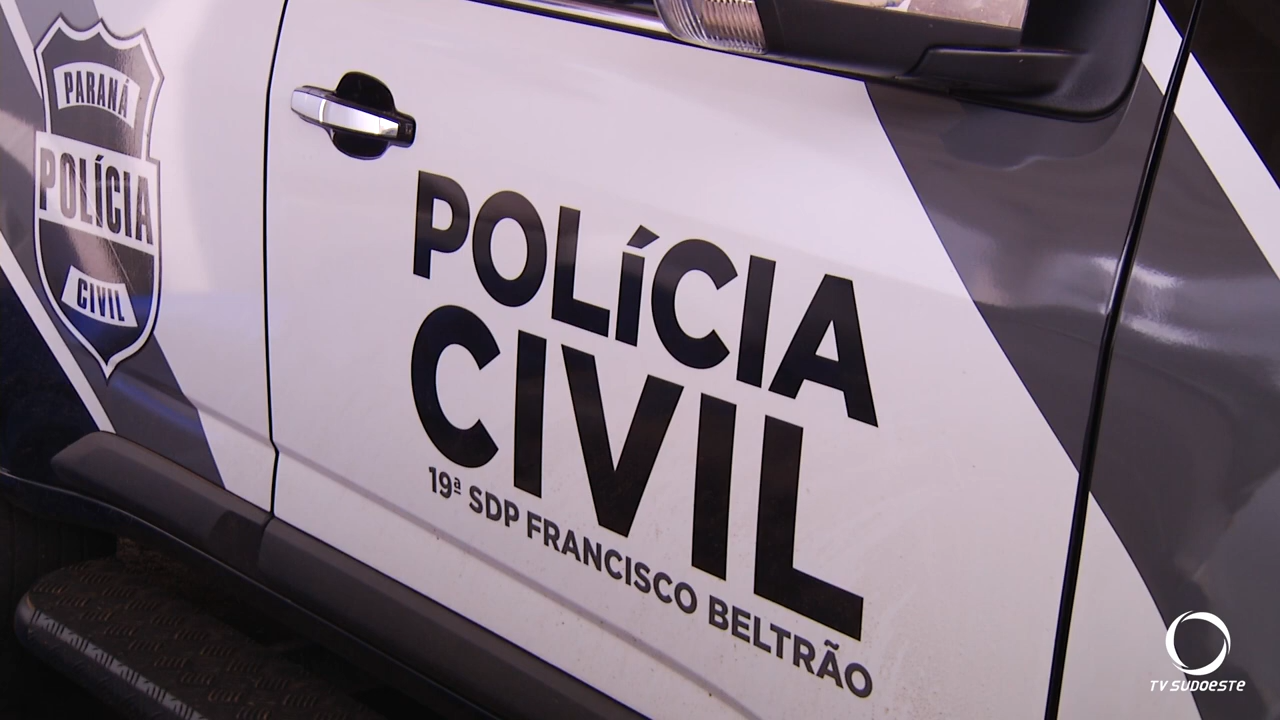 PARANÁ
POLÍCIA
CIVIL
POLÍCIA
CIVIL
19ª SDP FRANCISCO BELTRÃO
TV SUDOESTE